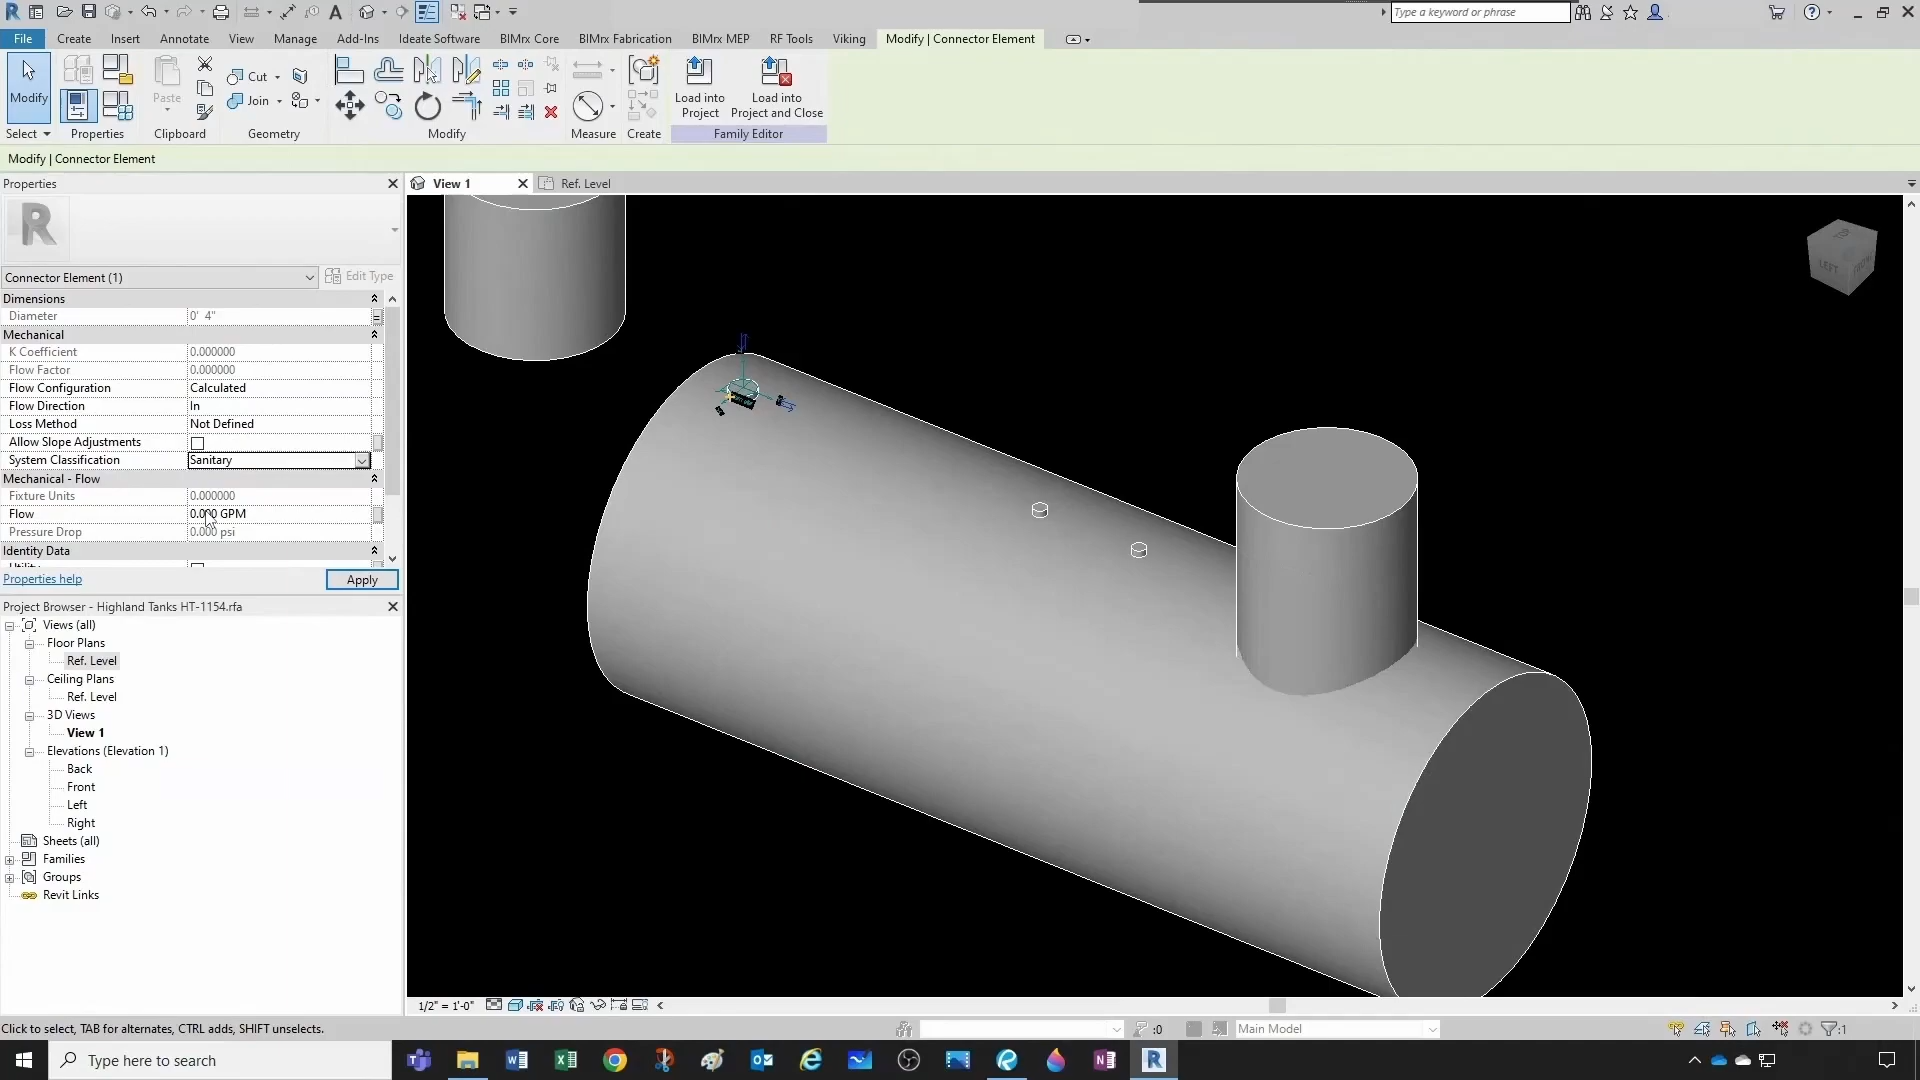 Type a keyword or phrase
File Create Insert Annotate View Manage Add-Ins Ideate Software BIMrx Core BIMrx Fabrication BIMrx MEP RF Tools Viking Modify | Connector Element
Modify Paste Cut Join Load into Project Load into Project and Close
Select Properties Clipboard Geometry Modify Measure Create Family Editor
Modify | Connector Element
Properties
View 1
Ref. Level
Connector Element (1)
Edit Type
Dimensions
Diameter 0' 4"
Mechanical
K Coefficient 0.000000
Flow Factor 0.000000
Flow Configuration Calculated
Flow Direction In
Loss Method Not Defined
Allow Slope Adjustments
System Classification Sanitary
Mechanical - Flow
Fixture Units 0.000000
Flow 0.000 GPM
Pressure Drop 0.000 psi
Identity Data
Utility
Properties help
Apply
Project Browser - Highland Tanks HT-1154.rfa
Views (all)
Floor Plans
Ref. Level
Ceiling Plans
Ref. Level
3D Views
View 1
Elevations (Elevation 1)
Back
Front
Left
Right
Sheets (all)
Families
Groups
Revit Links
TOP
LEFT
1/2" = 1'-0"
Click to select, TAB for alternates, CTRL adds, SHIFT unselects.
:0
Main Model
:1
Type here to search